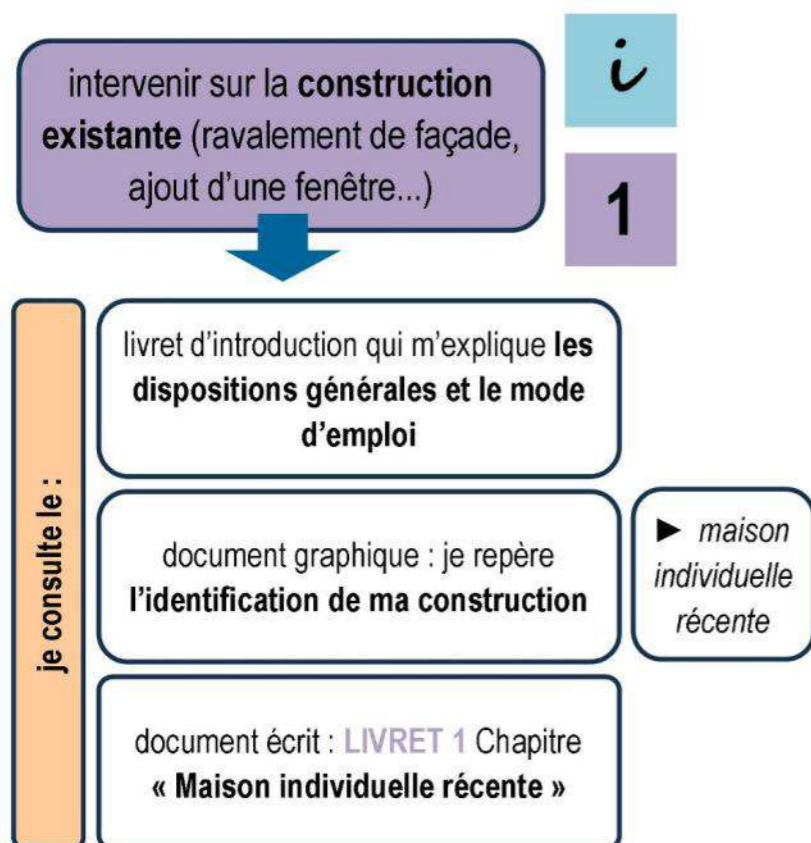 intervenir sur la construction
existante (ravalement de façade,
ajout d'une fenêtre...)
i
1
je consulte le :
livret d'introduction qui m'explique les
dispositions générales et le mode
d'emploi
document graphique : je repère
l'identification de ma construction
► maison
individuelle
récente
document écrit : LIVRET 1 Chapitre
« Maison individuelle récente »